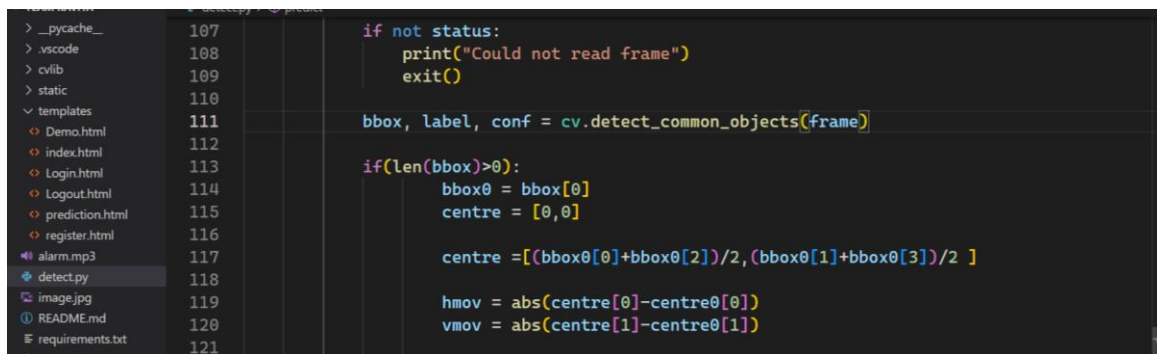 detect.py > predict
> __pycache__
> .vscode
> cvlib
> static
templates
<> Demo.html
<> index.html
<> Login.html
<> Logout.html
<> prediction.html
<> register.html
alarm.mp3
detect.py
image.jpg
README.md
requirements.txt
107 if not status:
108 print("Could not read frame")
109 exit()
110
111 bbox, label, conf = cv.detect_common_objects(frame)
112
113 if(len(bbox)>0):
114 bbox0 = bbox[0]
115 centre = [0,0]
116
117 centre =[(bbox0[0]+bbox0[2])/2,(bbox0[1]+bbox0[3])/2 ]
118
119 hmov = abs(centre[0]-centre0[0])
120 vmov = abs(centre[1]-centre0[1])
121